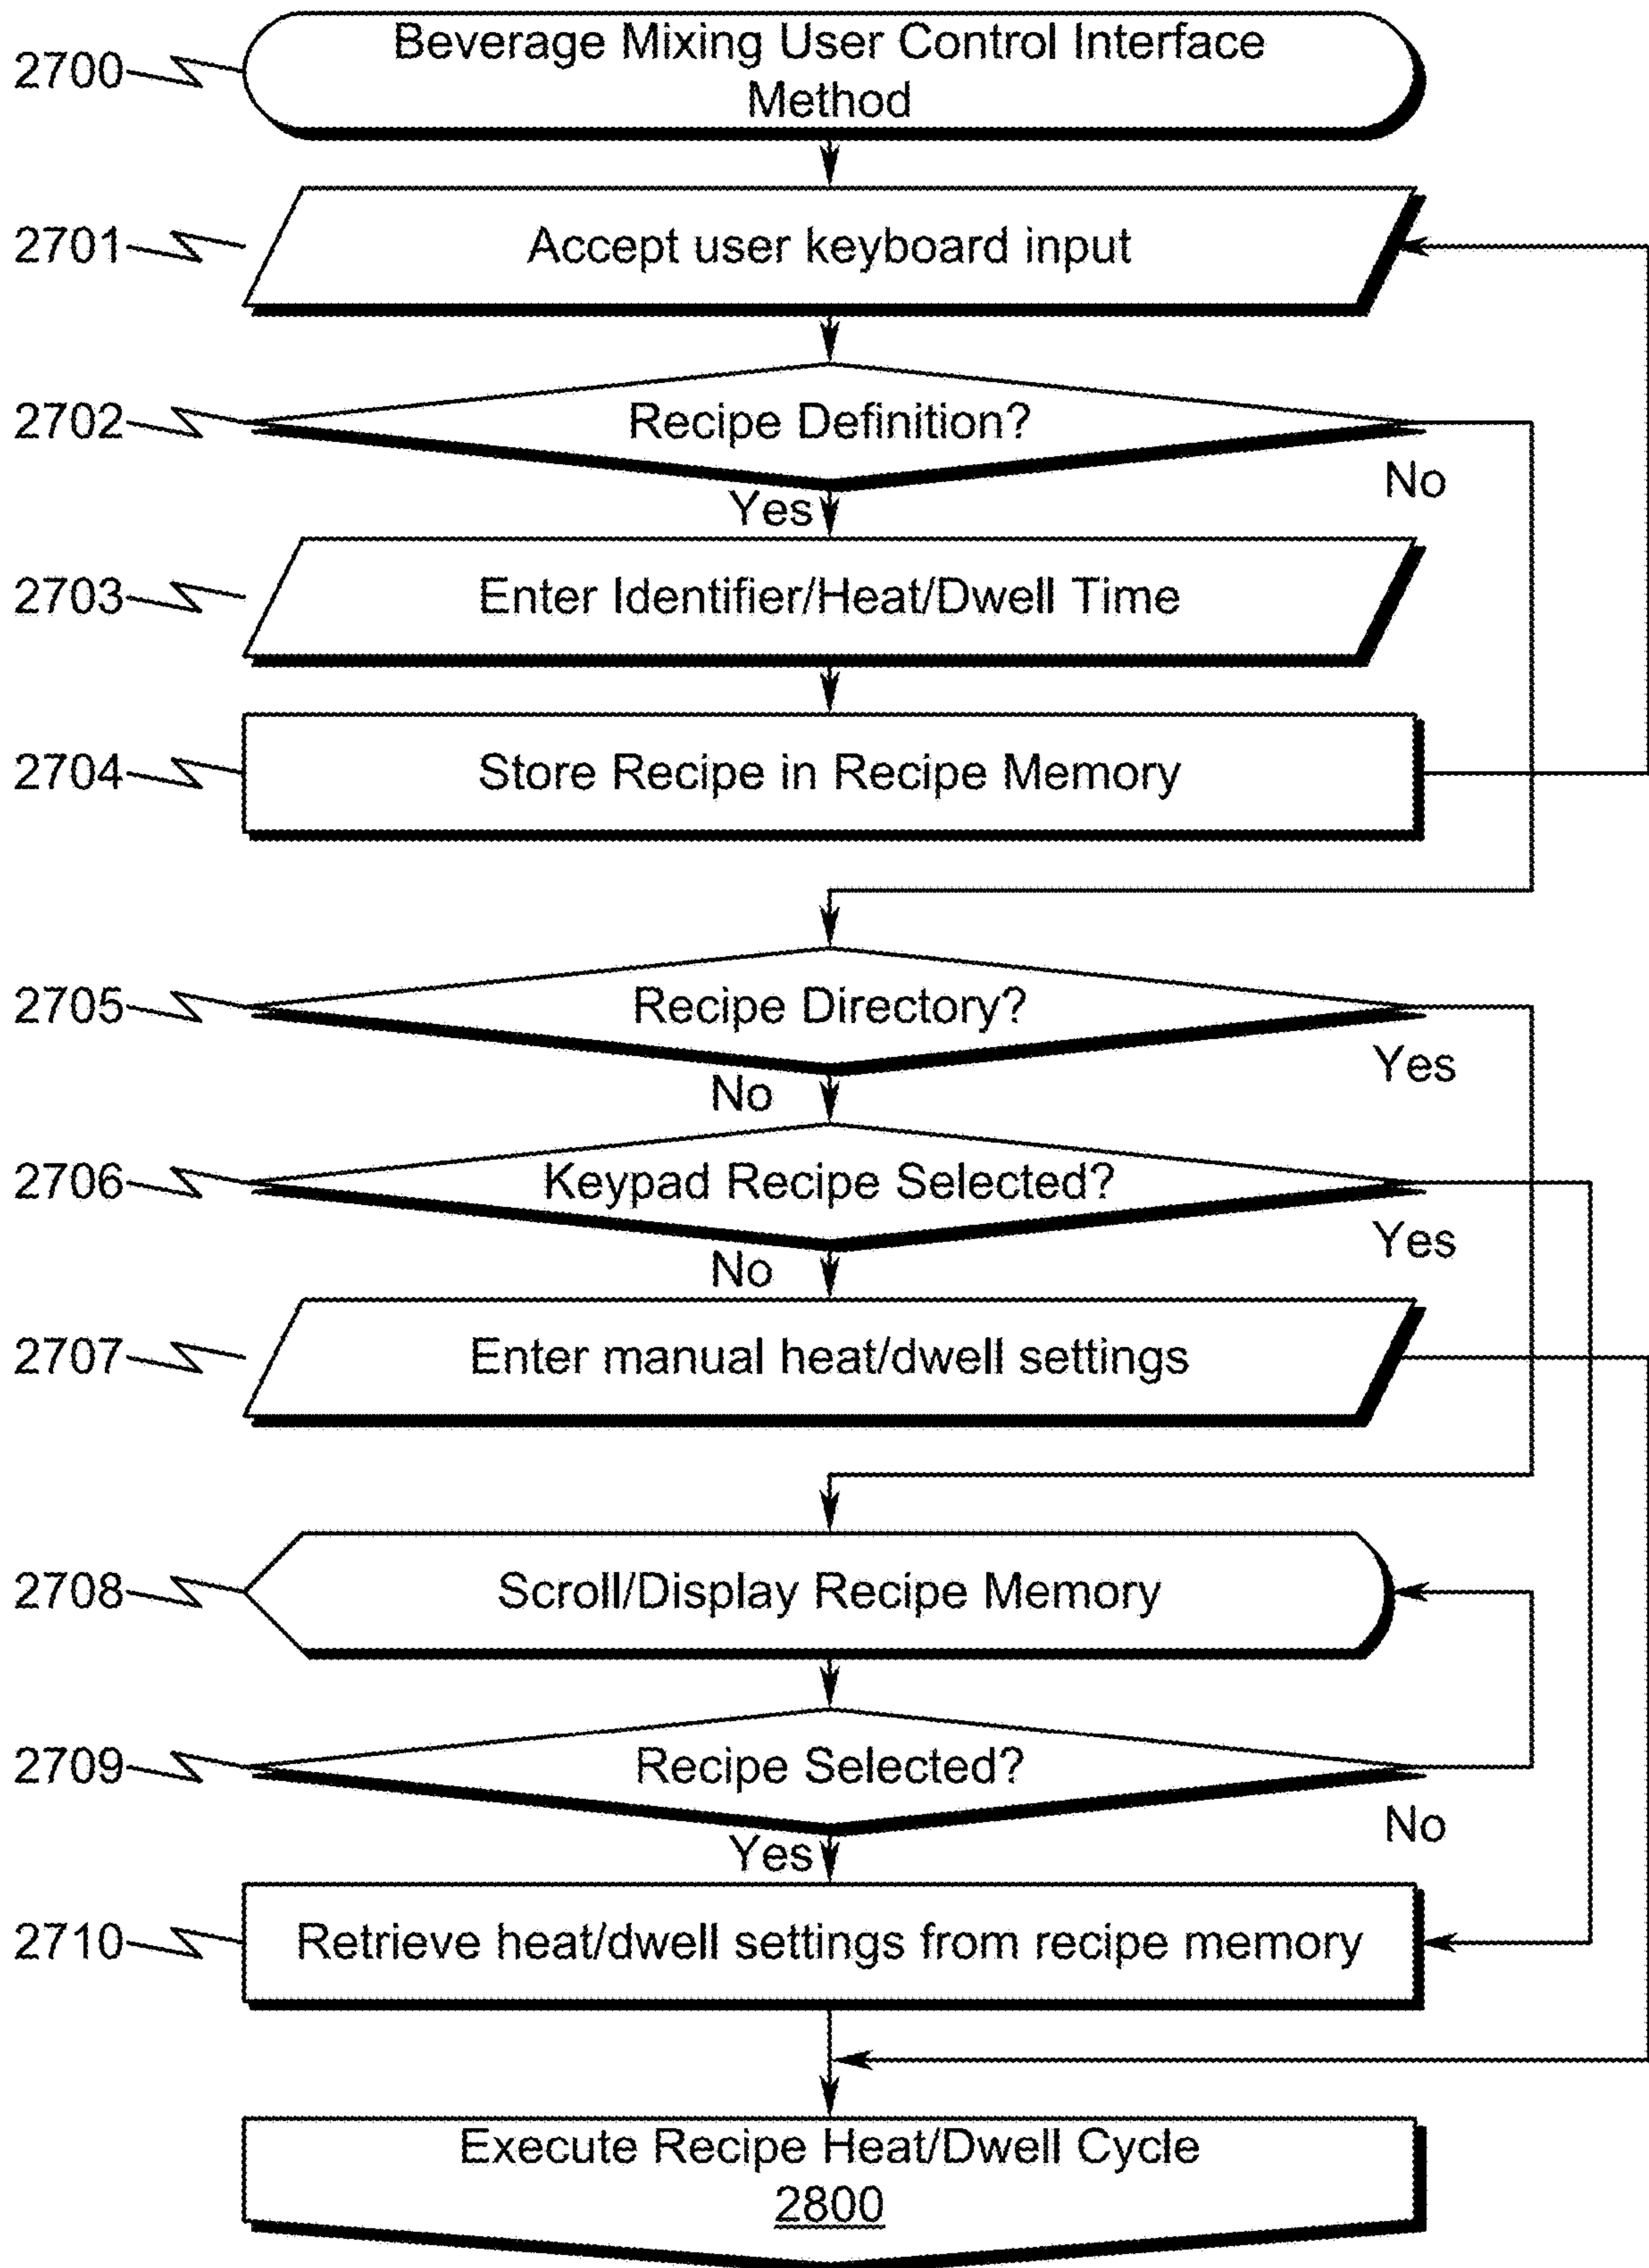 2700
Beverage Mixing User Control Interface
Method
2701
Accept user keyboard input
2702
Recipe Definition?
No
Yes
2703
Enter Identifier/Heat/Dwell Time
2704
Store Recipe in Recipe Memory
2705
Recipe Directory?
Yes
No
2706
Keypad Recipe Selected?
Yes
No
2707
Enter manual heat/dwell settings
2708
Scroll/Display Recipe Memory
2709
Recipe Selected?
No
Yes
2710
Retrieve heat/dwell settings from recipe memory
Execute Recipe Heat/Dwell Cycle
2800